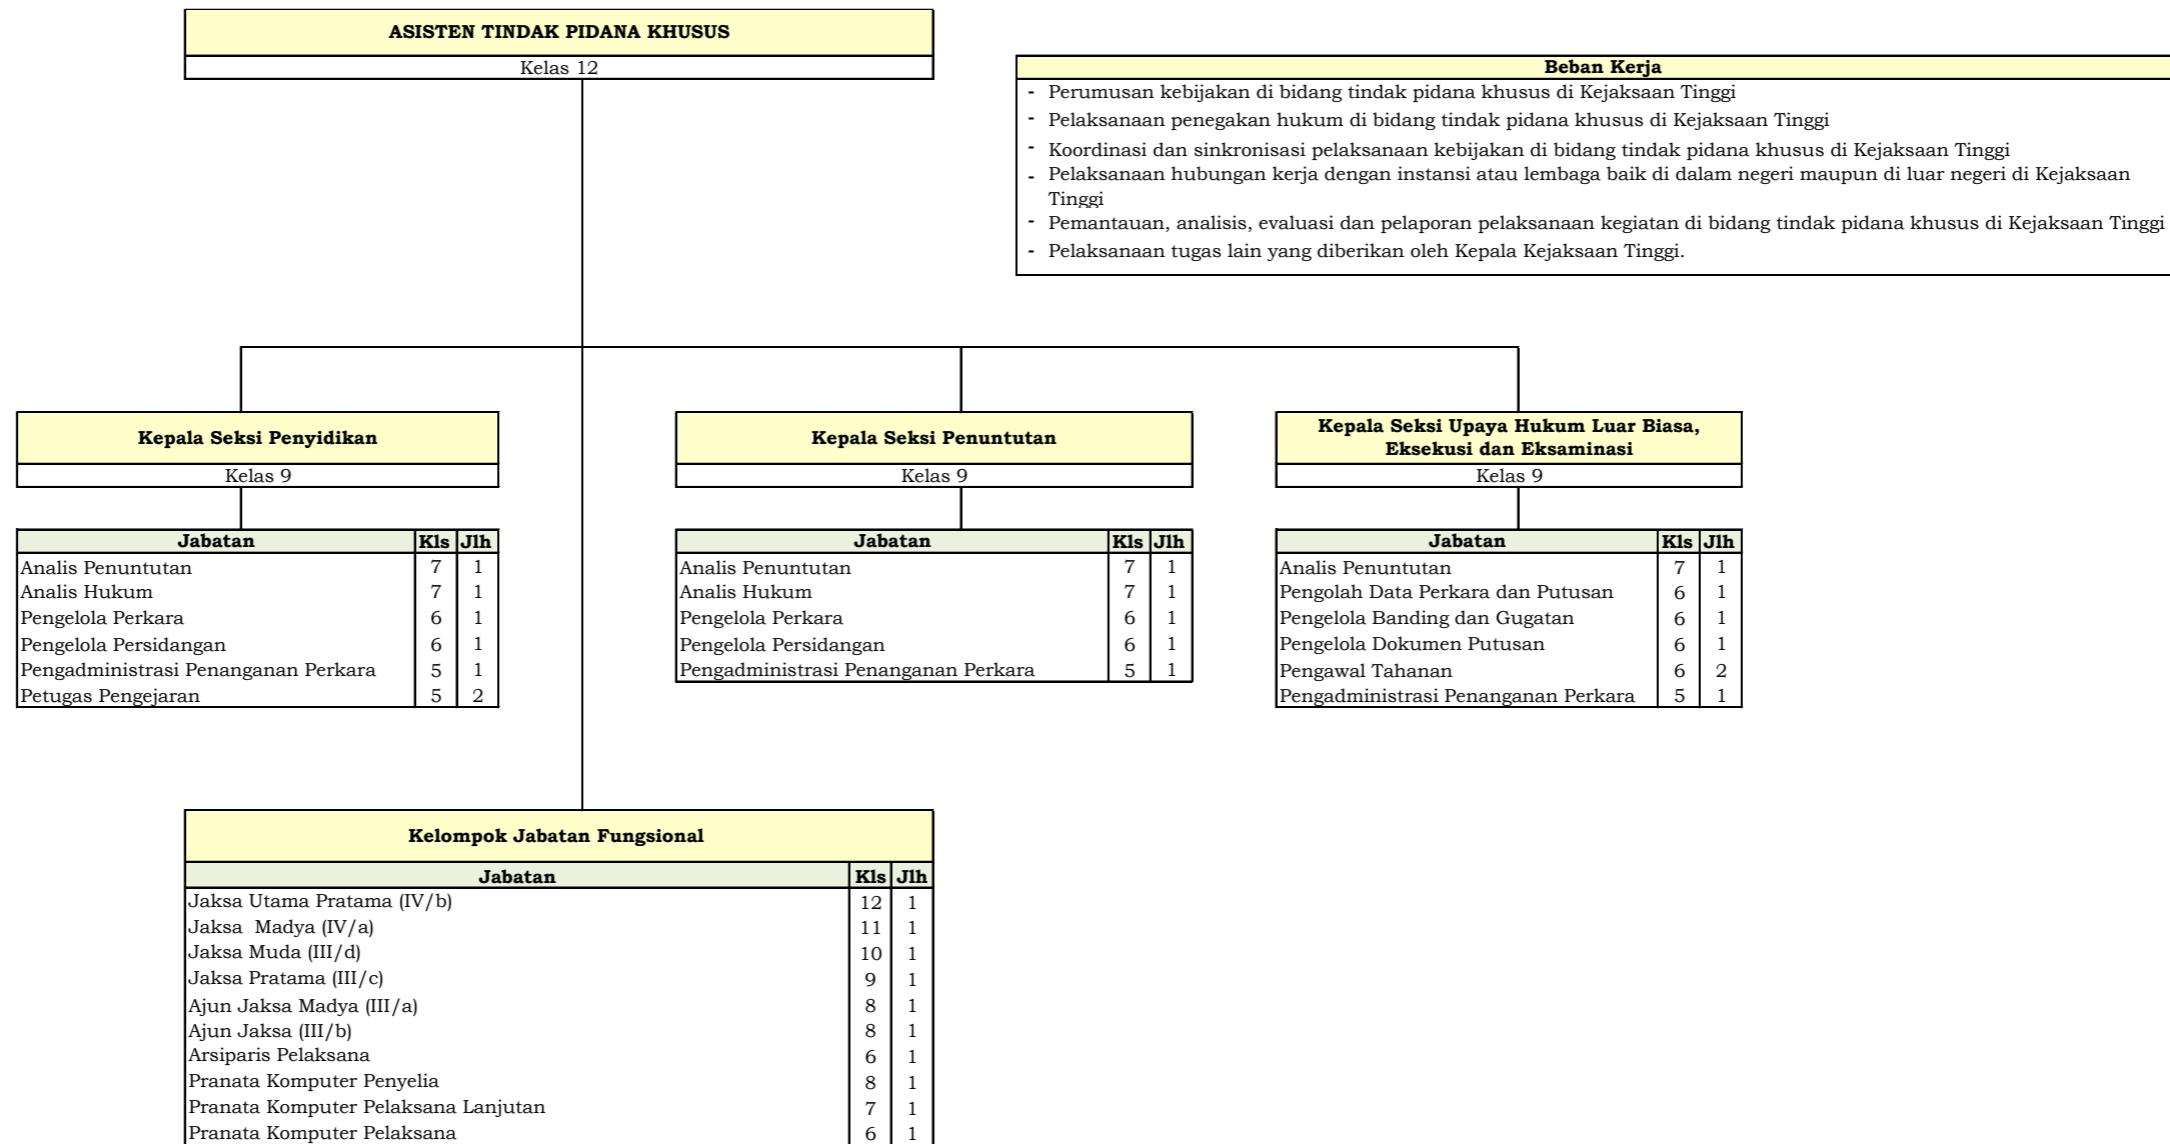 ASISTEN TINDAK PIDANA KHUSUS
Kelas 12
Beban Kerja
- Perumusan kebijakan di bidang tindak pidana khusus di Kejaksaan Tinggi
- Pelaksanaan penegakan hukum di bidang tindak pidana khusus di Kejaksaan Tinggi
- Koordinasi dan sinkronisasi pelaksanaan kebijakan di bidang tindak pidana khusus di Kejaksaan Tinggi
- Pelaksanaan hubungan kerja dengan instansi atau lembaga baik di dalam negeri maupun di luar negeri di Kejaksaan
Tinggi
- Pemantauan, analisis, evaluasi dan pelaporan pelaksanaan kegiatan di bidang tindak pidana khusus di Kejaksaan Tinggi
- Pelaksanaan tugas lain yang diberikan oleh Kepala Kejaksaan Tinggi.
Kepala Seksi Penyidikan
Kelas 9
Jabatan Kls Jlh
Analis Penuntutan 7 1
Analis Hukum 7 1
Pengelola Perkara 6 1
Pengelola Persidangan 6 1
Pengadministrasi Penanganan Perkara 5 1
Petugas Pengejaran 5 2
Kepala Seksi Penuntutan
Kelas 9
Jabatan Kls Jlh
Analis Penuntutan 7 1
Analis Hukum 7 1
Pengelola Perkara 6 1
Pengelola Persidangan 6 1
Pengadministrasi Penanganan Perkara 5 1
Kepala Seksi Upaya Hukum Luar Biasa,
Eksekusi dan Eksaminasi
Kelas 9
Jabatan Kls Jlh
Analis Penuntutan 7 1
Pengolah Data Perkara dan Putusan 6 1
Pengelola Banding dan Gugatan 6 1
Pengelola Dokumen Putusan 6 1
Pengawal Tahanan 6 2
Pengadministrasi Penanganan Perkara 5 1
Kelompok Jabatan Fungsional
Jabatan Kls Jlh
Jaksa Utama Pratama (IV/b) 12 1
Jaksa  Madya (IV/a) 11 1
Jaksa Muda (III/d) 10 1
Jaksa Pratama (III/c) 9 1
Ajun Jaksa Madya (III/a) 8 1
Ajun Jaksa (III/b) 8 1
Arsiparis Pelaksana 6 1
Pranata Komputer Penyelia 8 1
Pranata Komputer Pelaksana Lanjutan 7 1
Pranata Komputer Pelaksana 6 1